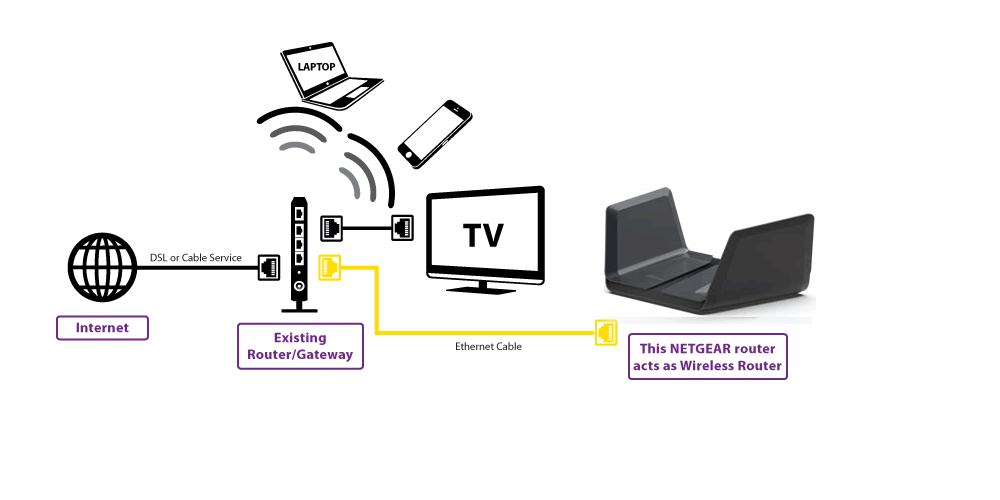 LAPTOP
TV
DSL or Cable Service
Internet
Existing
Router/Gateway
Ethernet Cable
This NETGEAR router
acts as Wireless Router